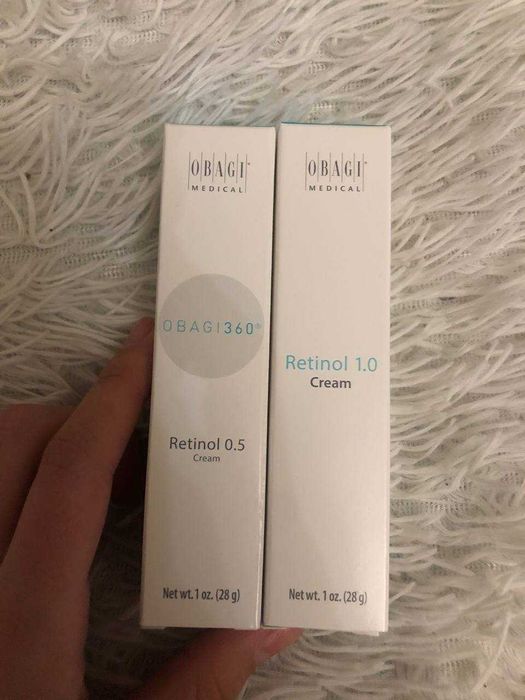 OBAGI®
MEDICAL
OBAGI360®
Retinol 0.5
Cream
Net wt. 1 oz. (28 g)
OBAGI®
MEDICAL
Retinol 1.0
Cream
Net wt. 1 oz. (28 g)